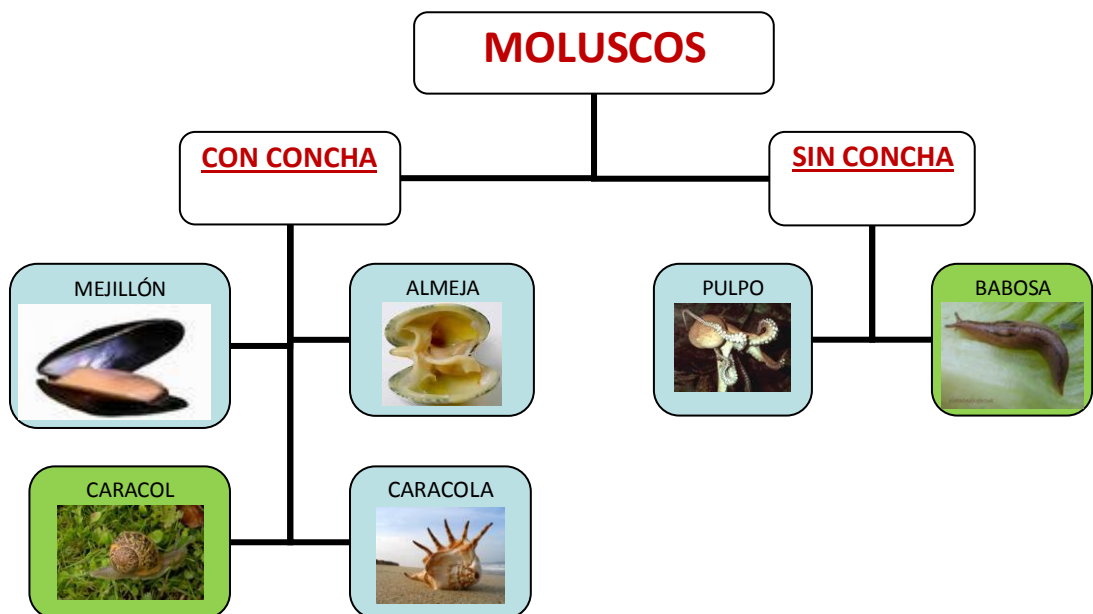 MOLUSCOS
CON CONCHA
SIN CONCHA
MEJILLÓN
ALMEJA
PULPO
BABOSA
CARACOL
CARACOLA